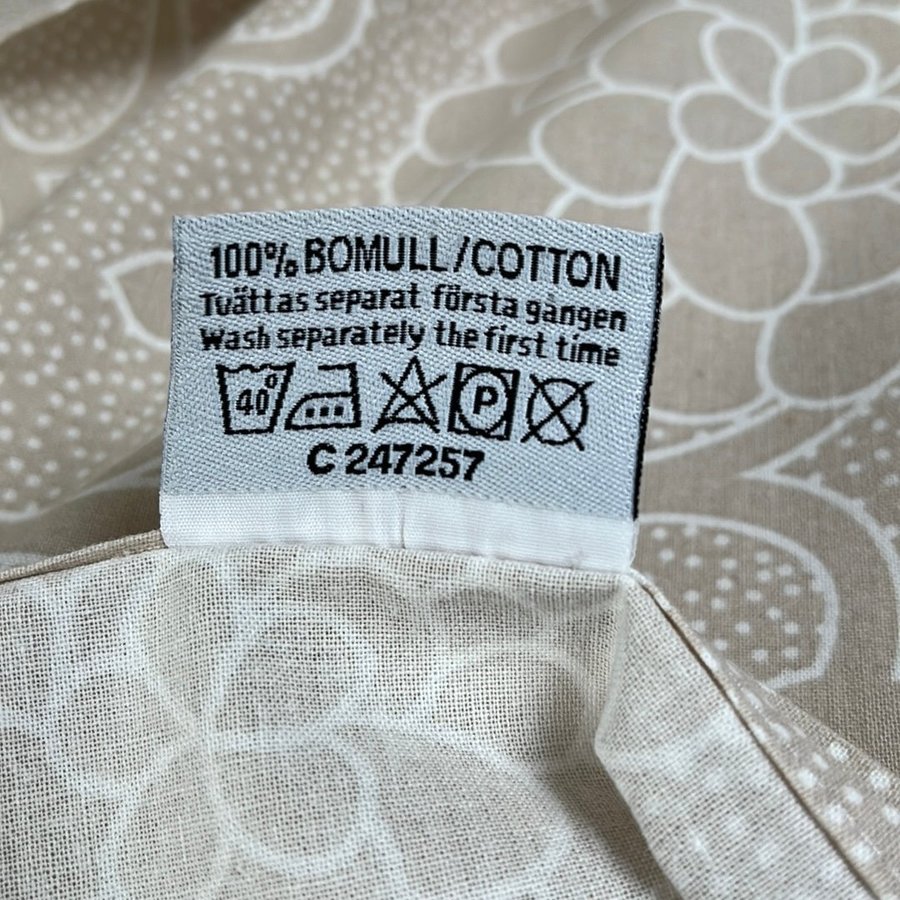 100% BOMULL/COTTON
Tvättas separat första gången
Wash separately the first time
40° P
C 247257